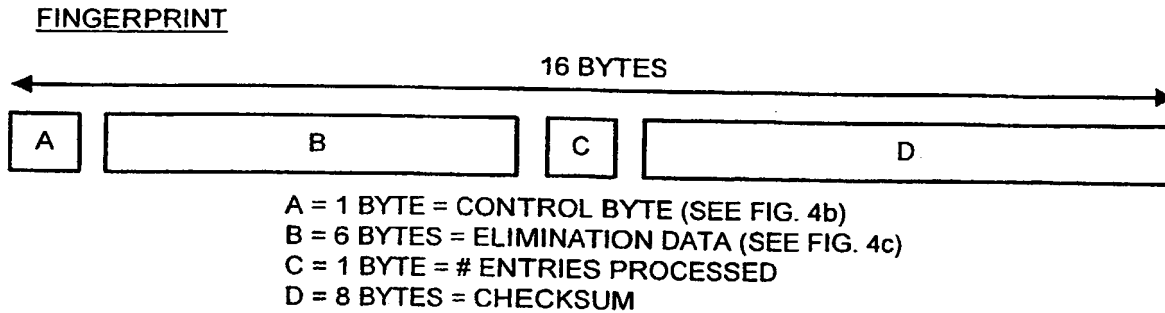 FINGERPRINT
16 BYTES
A B C D
A = 1 BYTE = CONTROL BYTE (SEE FIG. 4b)
B = 6 BYTES = ELIMINATION DATA (SEE FIG. 4c)
C = 1 BYTE = # ENTRIES PROCESSED
D = 8 BYTES = CHECKSUM